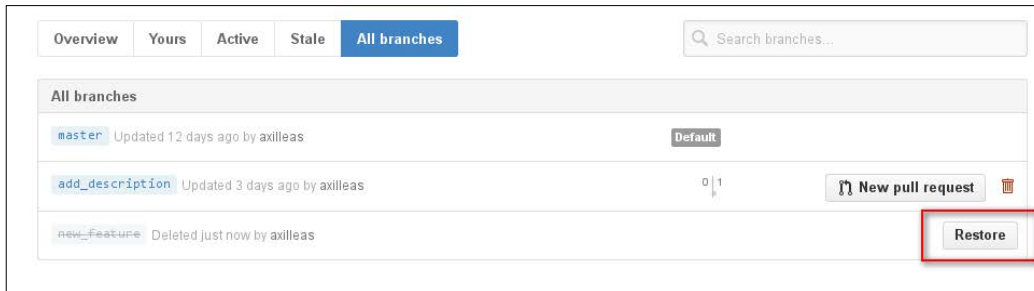 Overview Yours Active Stale All branches Search branches...
All branches
master Updated 12 days ago by axilleas Default
add_description Updated 3 days ago by axilleas 0 1 New pull request
new_feature Deleted just now by axilleas Restore